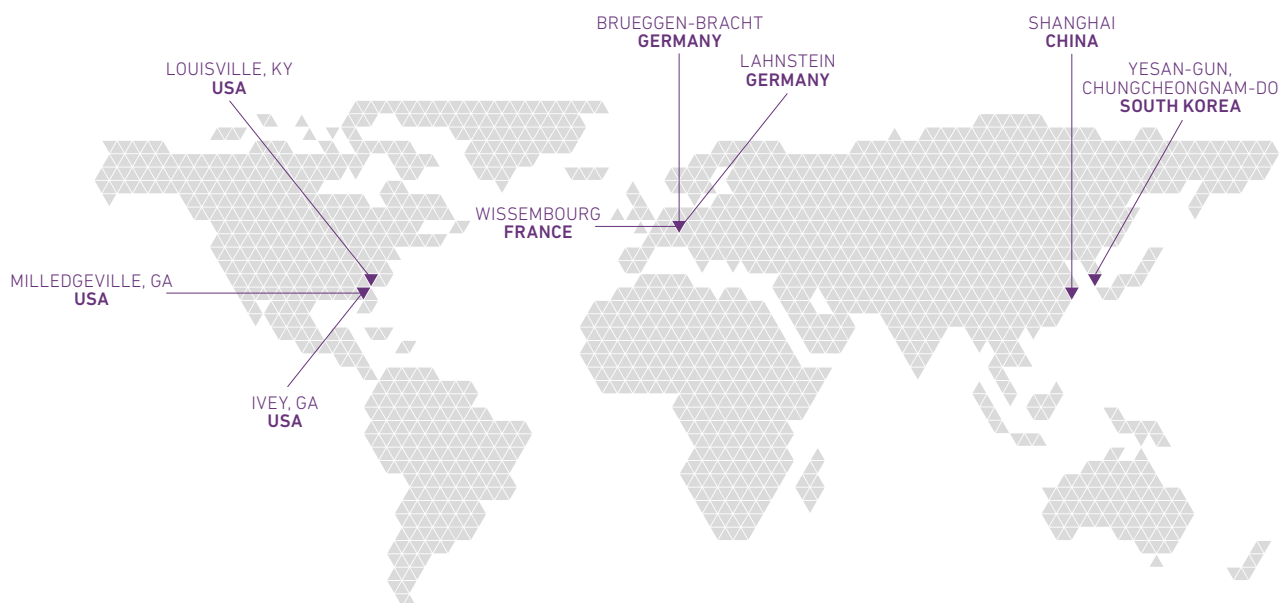 BRUEGGEN-BRACHT
GERMANY
SHANGHAI
CHINA
LOUISVILLE, KY
USA
LAHNSTEIN
GERMANY
YESAN-GUN,
CHUNGCHEONGNAM-DO
SOUTH KOREA
WISSEMBOURG
FRANCE
MILLEDGEVILLE, GA
USA
IVEY, GA
USA